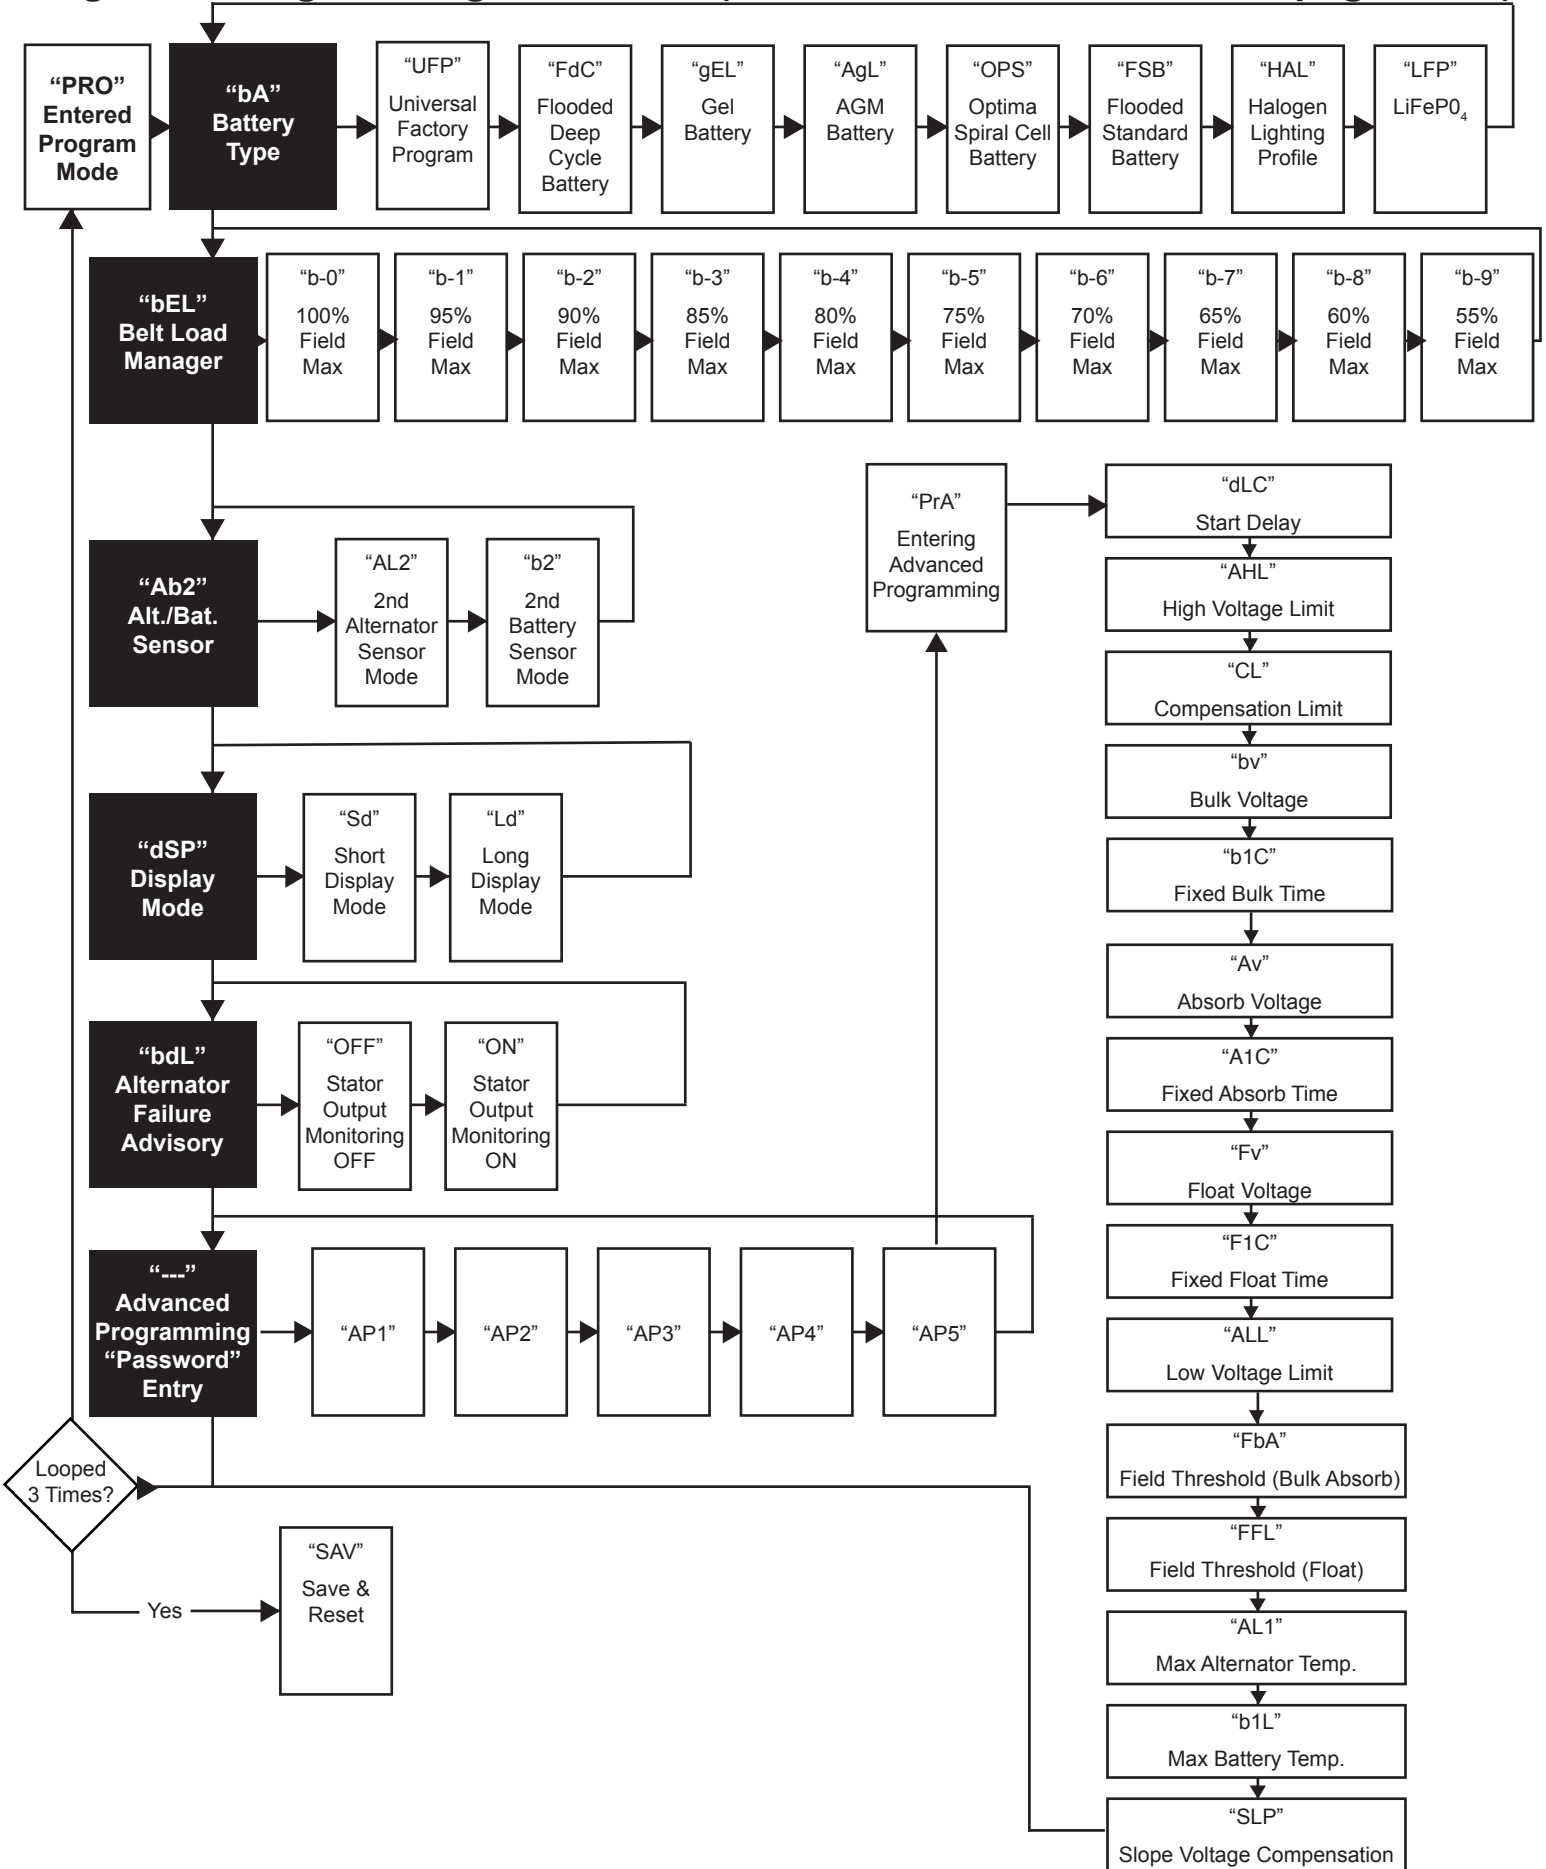 “PRO”
Entered
Program
Mode
“bA”
Battery
Type
“UFP”
Universal
Factory
Program
“FdC”
Flooded
Deep
Cycle
Battery
“gEL”
Gel
Battery
“AgL”
AGM
Battery
“OPS”
Optima
Spiral Cell
Battery
“FSB”
Flooded
Standard
Battery
“HAL”
Halogen
Lighting
Profile
“LFP”
LiFeP0₄
“bEL”
Belt Load
Manager
“b-0”
100%
Field
Max
“b-1”
95%
Field
Max
“b-2”
90%
Field
Max
“b-3”
85%
Field
Max
“b-4”
80%
Field
Max
“b-5”
75%
Field
Max
“b-6”
70%
Field
Max
“b-7”
65%
Field
Max
“b-8”
60%
Field
Max
“b-9”
55%
Field
Max
“Ab2”
Alt./Bat.
Sensor
“AL2”
2nd
Alternator
Sensor
Mode
“b2”
2nd
Battery
Sensor
Mode
“dSP”
Display
Mode
“Sd”
Short
Display
Mode
“Ld”
Long
Display
Mode
“bdL”
Alternator
Failure
Advisory
“OFF”
Stator
Output
Monitoring
OFF
“ON”
Stator
Output
Monitoring
ON
“---”
Advanced
Programming
“Password”
Entry
“AP1”
“AP2”
“AP3”
“AP4”
“AP5”
Looped
3 Times?
Yes
“SAV”
Save &
Reset
“PrA”
Entering
Advanced
Programming
“dLC”
Start Delay
“AHL”
High Voltage Limit
“CL”
Compensation Limit
“bv”
Bulk Voltage
“b1C”
Fixed Bulk Time
“Av”
Absorb Voltage
“A1C”
Fixed Absorb Time
“Fv”
Float Voltage
“F1C”
Fixed Float Time
“ALL”
Low Voltage Limit
“FbA”
Field Threshold (Bulk Absorb)
“FFL”
Field Threshold (Float)
“AL1”
Max Alternator Temp.
“b1L”
Max Battery Temp.
“SLP”
Slope Voltage Compensation